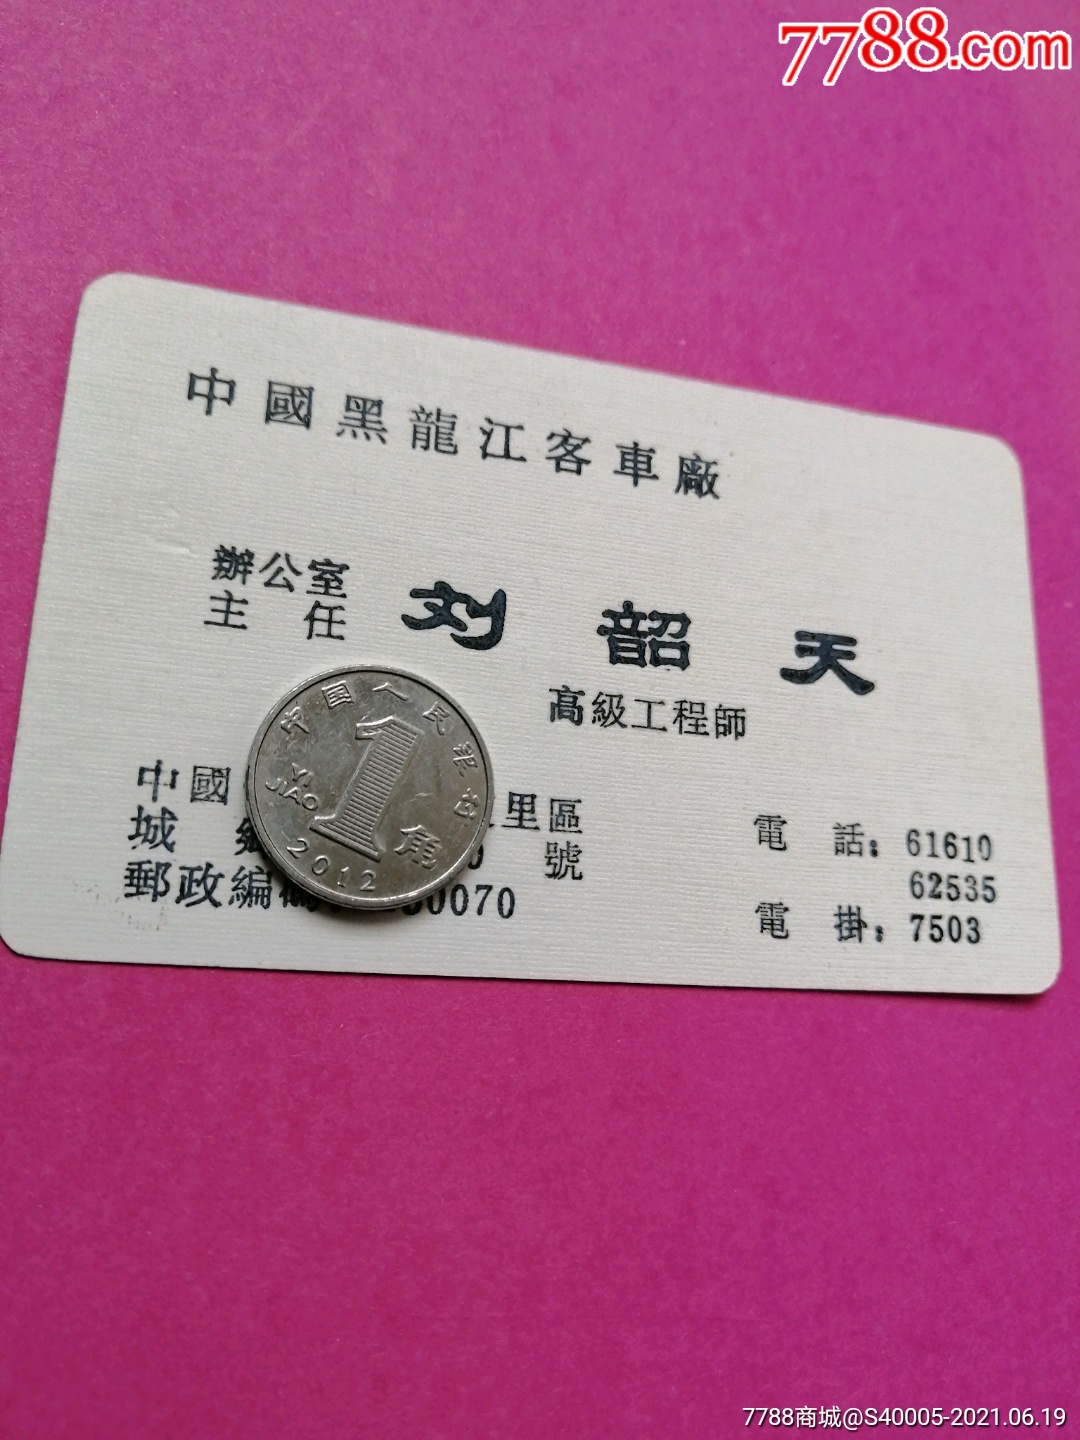 7788.com
中國黑龍江客車廠
辦公室
主任
刘韶天
高級工程師
中國 里區
城 號
郵政編 0070
電話：61610
62535
電掛：7503
中国人民银行
1
YI
JIAO
角
2012
7788商城@S40005-2021.06.19